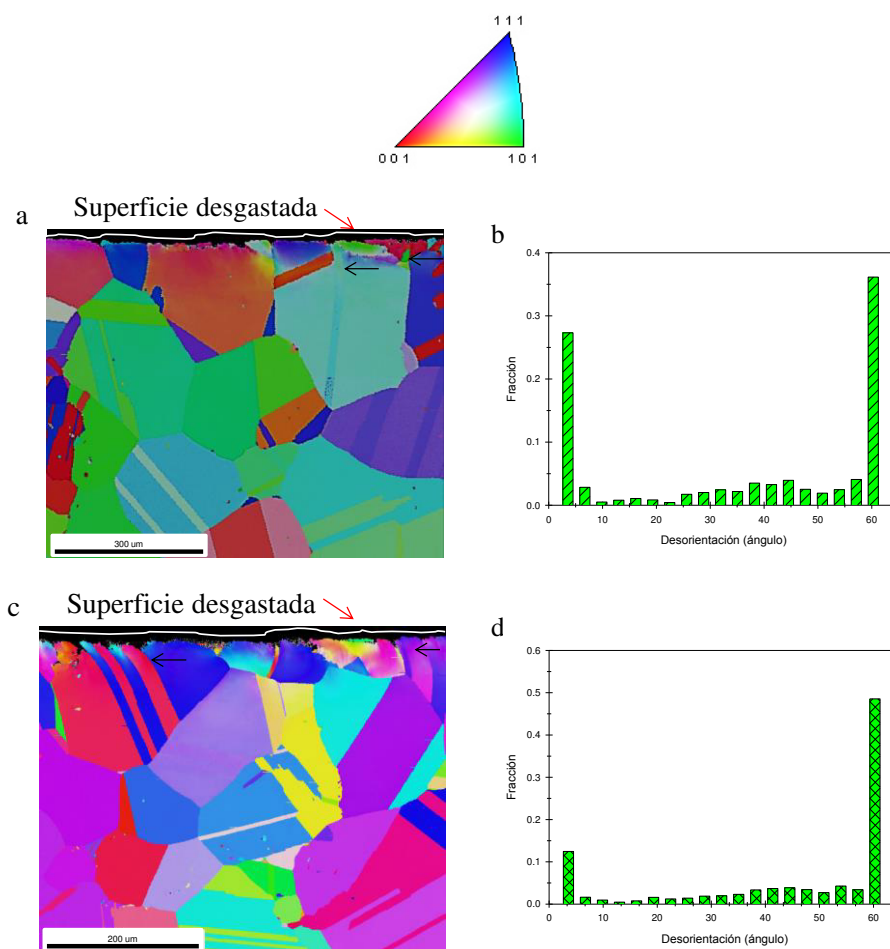 1 1 1
0 0 1
1 0 1
a
Superficie desgastada
300 um
b
0.4
0.3
0.2
0.1
0.0
Fracción
0 10 20 30 40 50 60
Desorientación (ángulo)
c
Superficie desgastada
200 um
d
0.6
0.5
0.4
0.3
0.2
0.1
0.0
Fracción
0 10 20 30 40 50 60
Desorientación (ángulo)